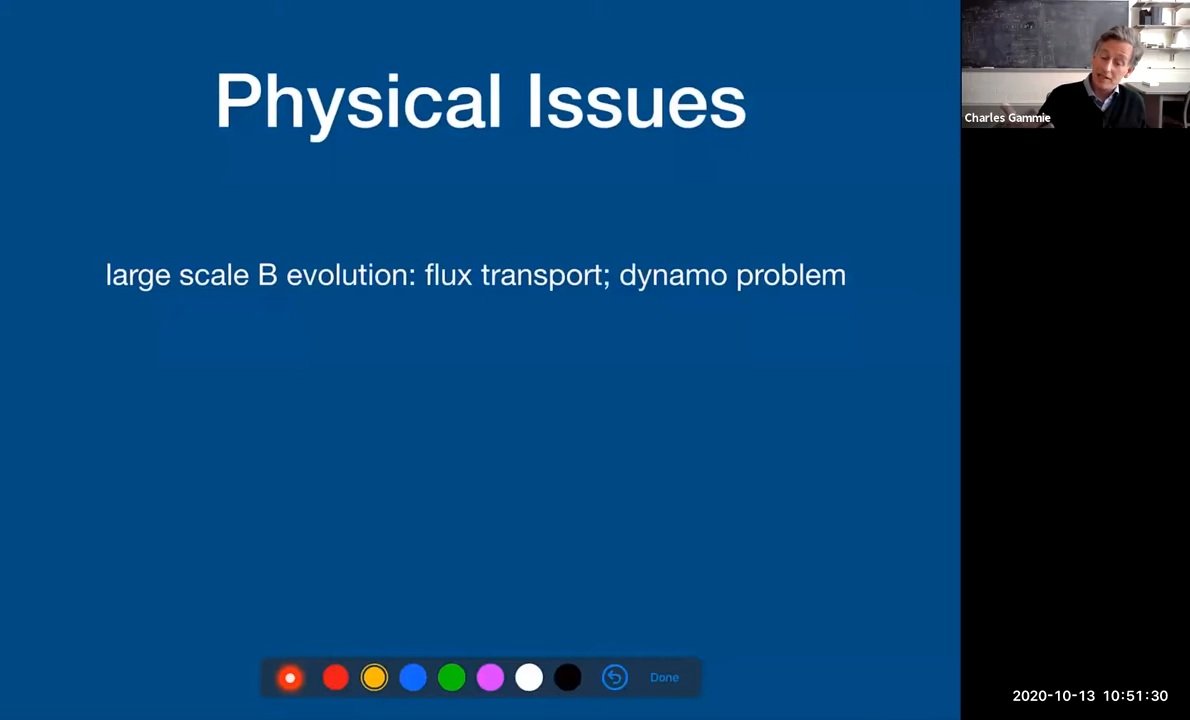 Physical Issues
large scale B evolution: flux transport; dynamo problem
Charles Gammie
Done
2020-10-13 10:51:30